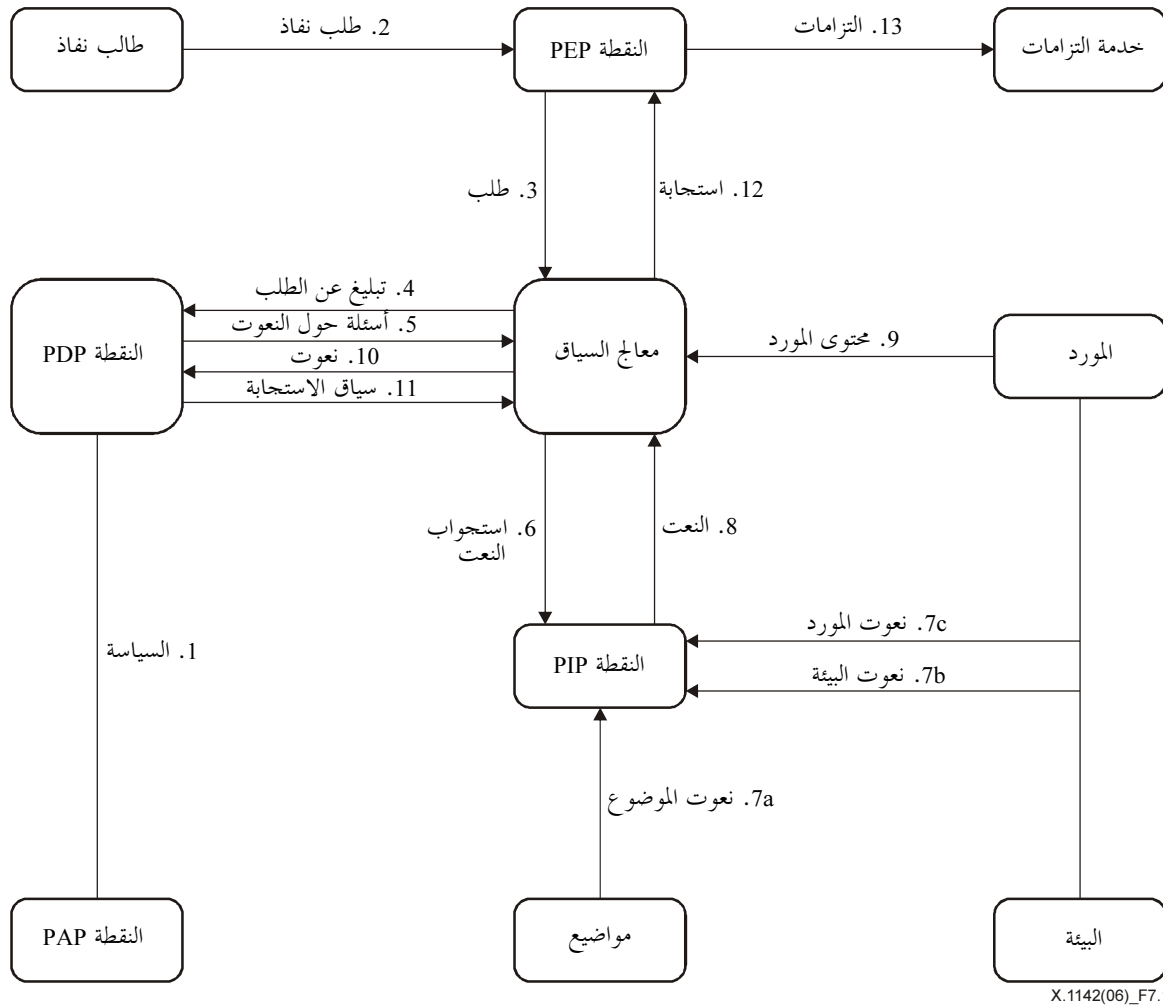 طالب نفاذ
2. طلب نفاذ
النقطة PEP
13. التزامات
خدمة التزامات
3. طلب
12. استجابة
النقطة PDP
4. تبليغ عن الطلب
5. أسئلة حول النعوت
10. نعوت
11. سياق الاستجابة
معالج السياق
9. محتوى المورد
المورد
6. استجواب
النعت
8. النعت
1. السياسة
النقطة PIP
7c. نعوت المورد
7b. نعوت البيئة
7a. نعوت الموضوع
النقطة PAP
مواضيع
البيئة
X.1142(06)_F7.